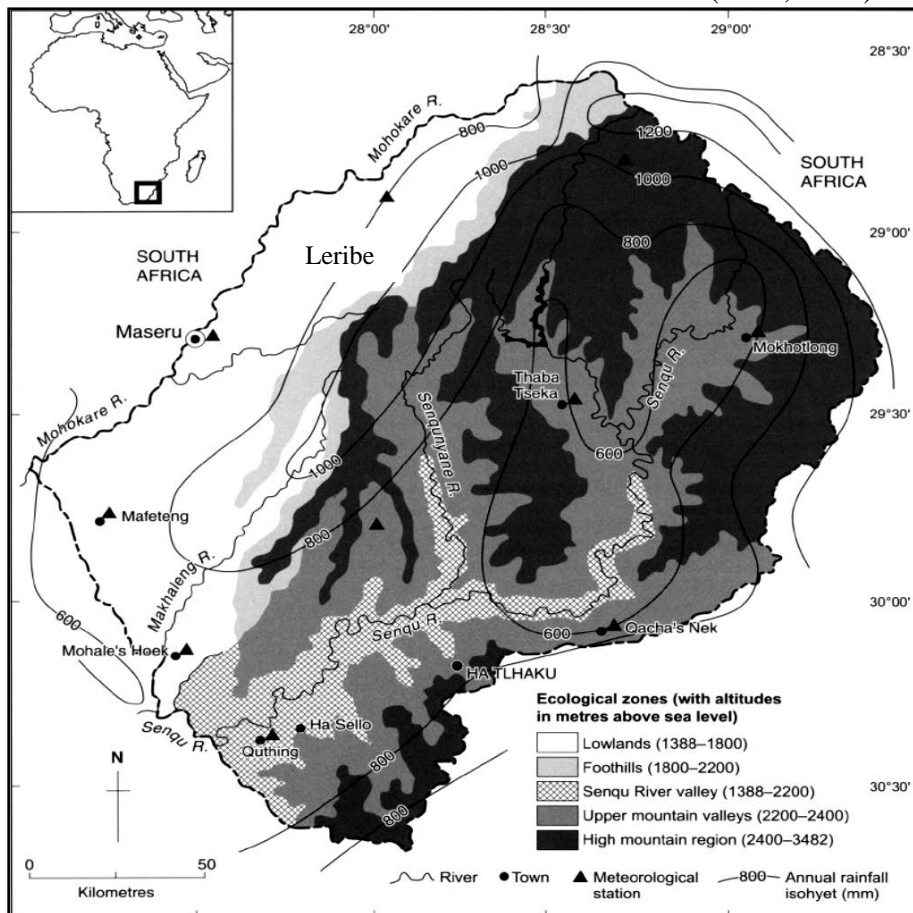 28°00'
28°30'
29°00'
28°30'
Mohokare R.
800
1000
1200
1000
SOUTH
AFRICA
800
29°00'
SOUTH
AFRICA
Leribe
Maseru
Mokhotlong
Thaba
Tseka
Senqu R.
Senqunyane R.
29°30'
Mohokare R.
600
1000
Mafeteng
800
Makhaleng R.
600
30°00'
Senqu R.
600
Qacha's Nek
Mohale's Hoek
HA TLHAKU
Senqu R.
Ha Sello
Quthing
800
800
30°30'
N
Ecological zones (with altitudes
in metres above sea level)
Lowlands (1388–1800)
Foothills (1800–2200)
Senqu River valley (1388–2200)
Upper mountain valleys (2200–2400)
High mountain region (2400–3482)
0 50
Kilometres
River Town Meteorological station 800 Annual rainfall isohyet (mm)